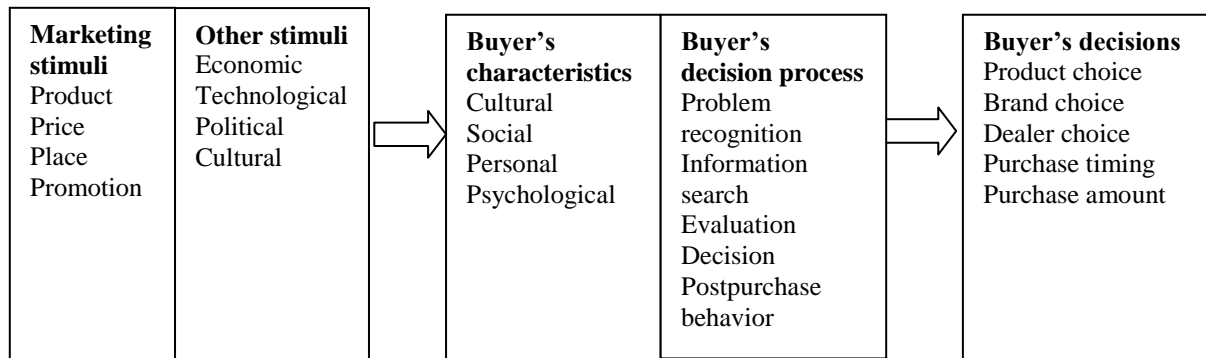 Marketing
stimuli
Product
Price
Place
Promotion
Other stimuli
Economic
Technological
Political
Cultural
Buyer's
characteristics
Cultural
Social
Personal
Psychological
Buyer's
decision process
Problem
recognition
Information
search
Evaluation
Decision
Postpurchase
behavior
Buyer's decisions
Product choice
Brand choice
Dealer choice
Purchase timing
Purchase amount